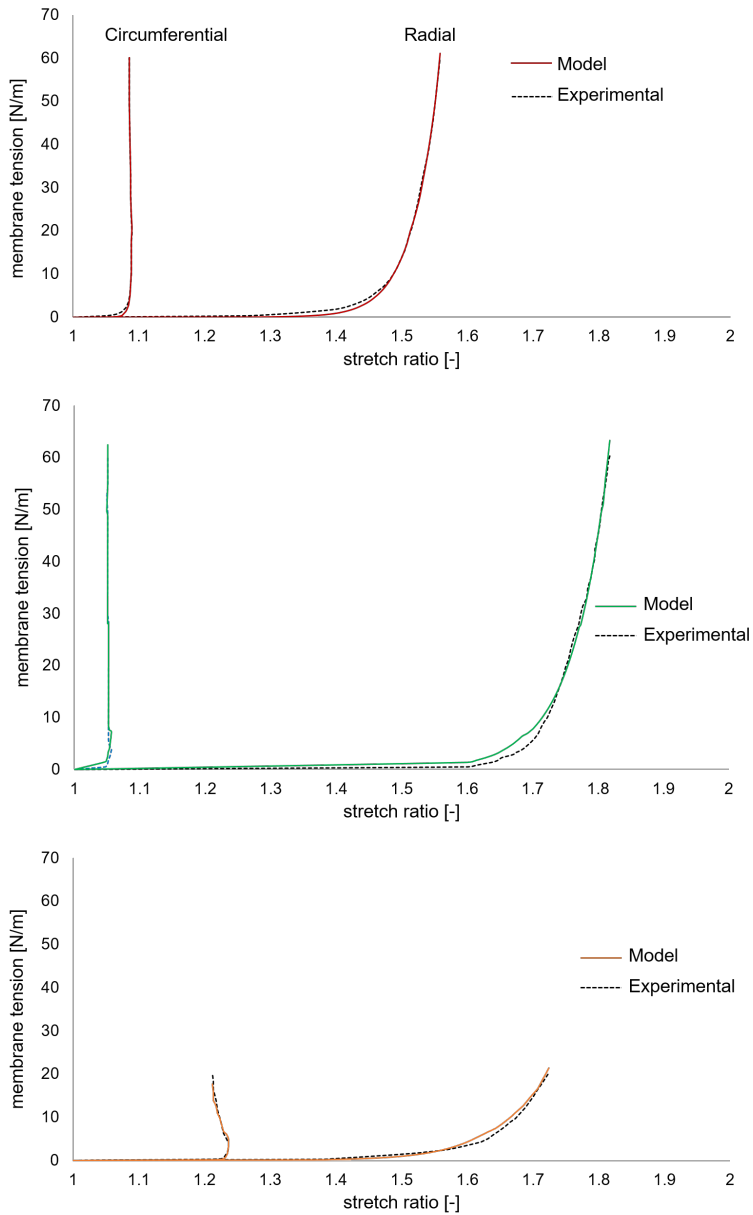 70
Circumferential
Radial
60
Model
50
Experimental
40
30
20
10
0
membrane tension [N/m]
1 1.1 1.2 1.3 1.4 1.5 1.6 1.7 1.8 1.9 2
stretch ratio [-]
70
60
50
40
30
Model
Experimental
20
10
0
membrane tension [N/m]
1 1.1 1.2 1.3 1.4 1.5 1.6 1.7 1.8 1.9 2
stretch ratio [-]
70
60
50
Model
40
Experimental
30
20
10
0
membrane tension [N/m]
1 1.1 1.2 1.3 1.4 1.5 1.6 1.7 1.8 1.9 2
stretch ratio [-]